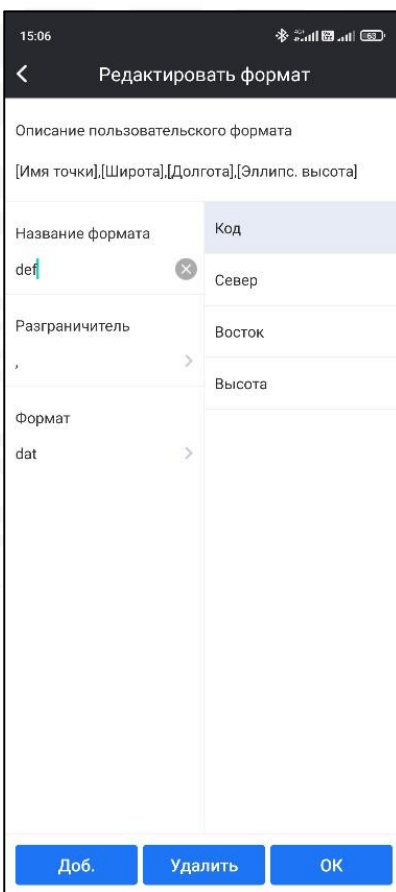 15:06
53
Редактировать формат
Описание пользовательского формата
[Имя точки],[Широта],[Долгота],[Эллипс. высота]
Название формата
def
Разграничитель
,
Формат
dat
Код
Север
Восток
Высота
Доб.
Удалить
OK